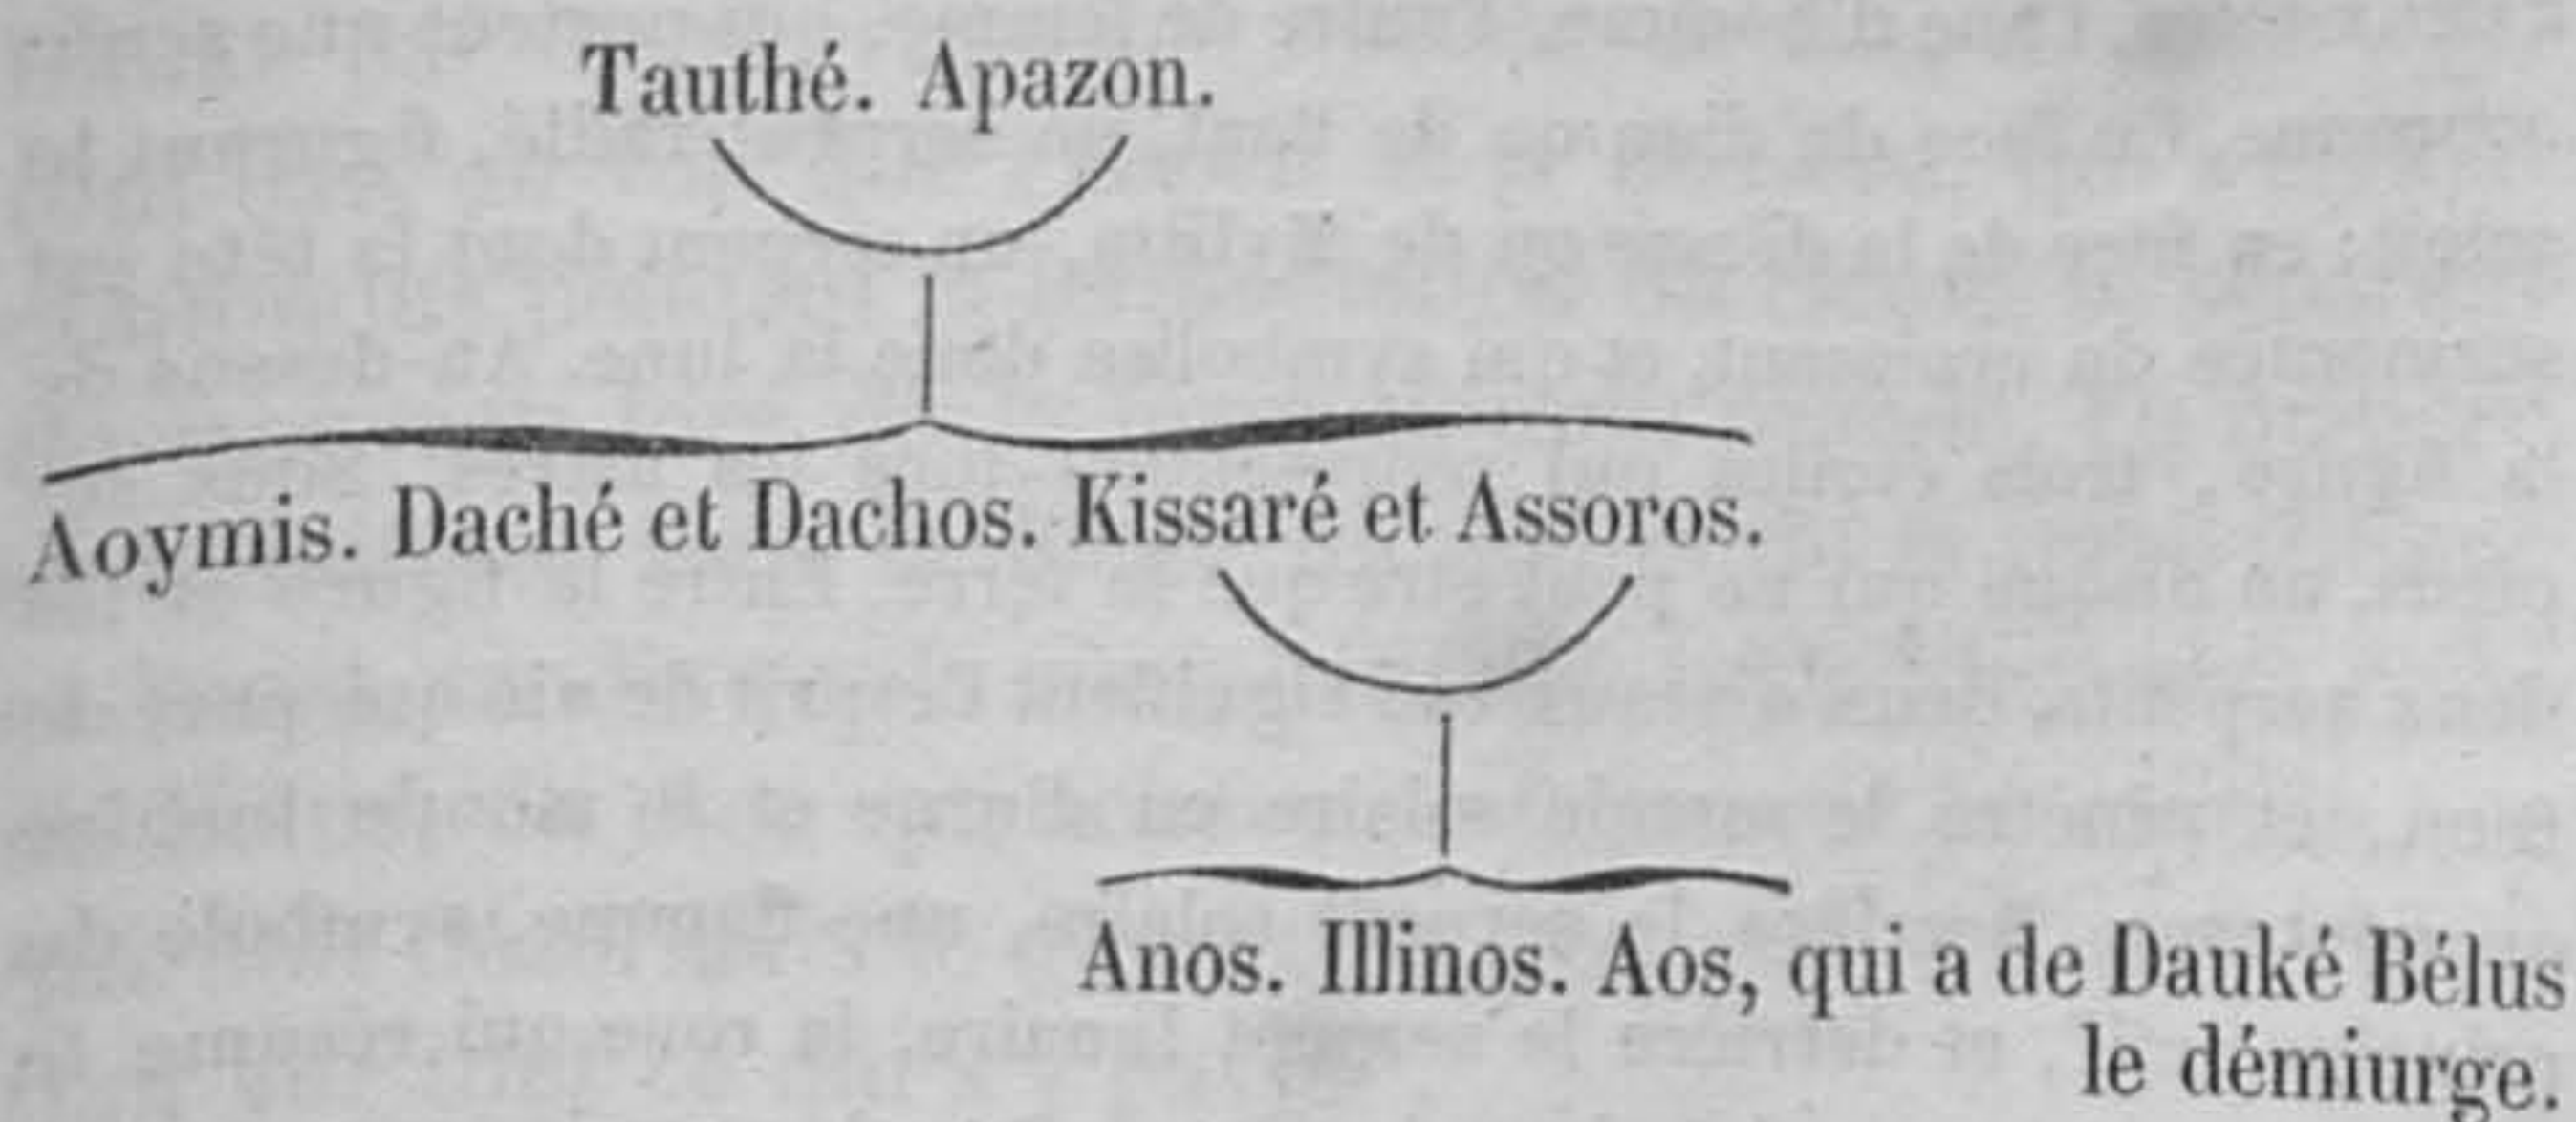 Tauthé. Apazon.
Aoymis. Daché et Dachos. Kissaré et Assoros.
Anos. Illinos. Aos, qui a de Dauké Bélus
le démiurge.